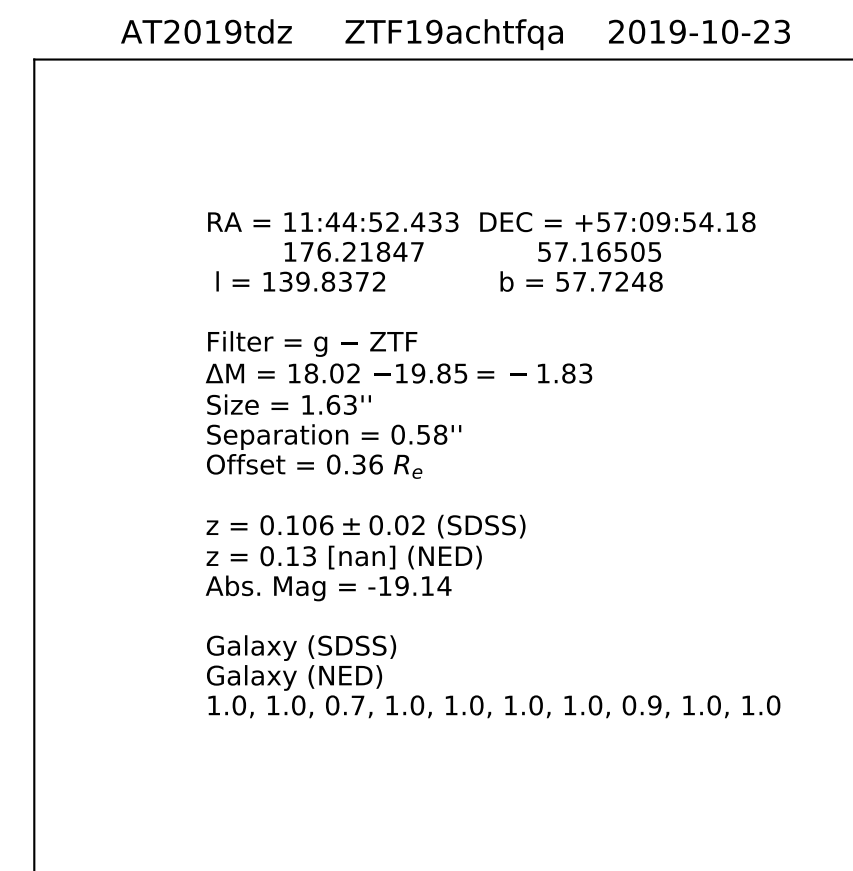 AT2019tdz ZTF19achtfqa 2019-10-23
RA = 11:44:52.433 DEC = +57:09:54.18
176.21847 57.16505
l = 139.8372 b = 57.7248
Filter = g − ZTF
ΔM = 18.02 −19.85 = − 1.83
Size = 1.63''
Separation = 0.58''
Offset = 0.36 Rₑ
z = 0.106 ± 0.02 (SDSS)
z = 0.13 [nan] (NED)
Abs. Mag = -19.14
Galaxy (SDSS)
Galaxy (NED)
1.0, 1.0, 0.7, 1.0, 1.0, 1.0, 1.0, 0.9, 1.0, 1.0